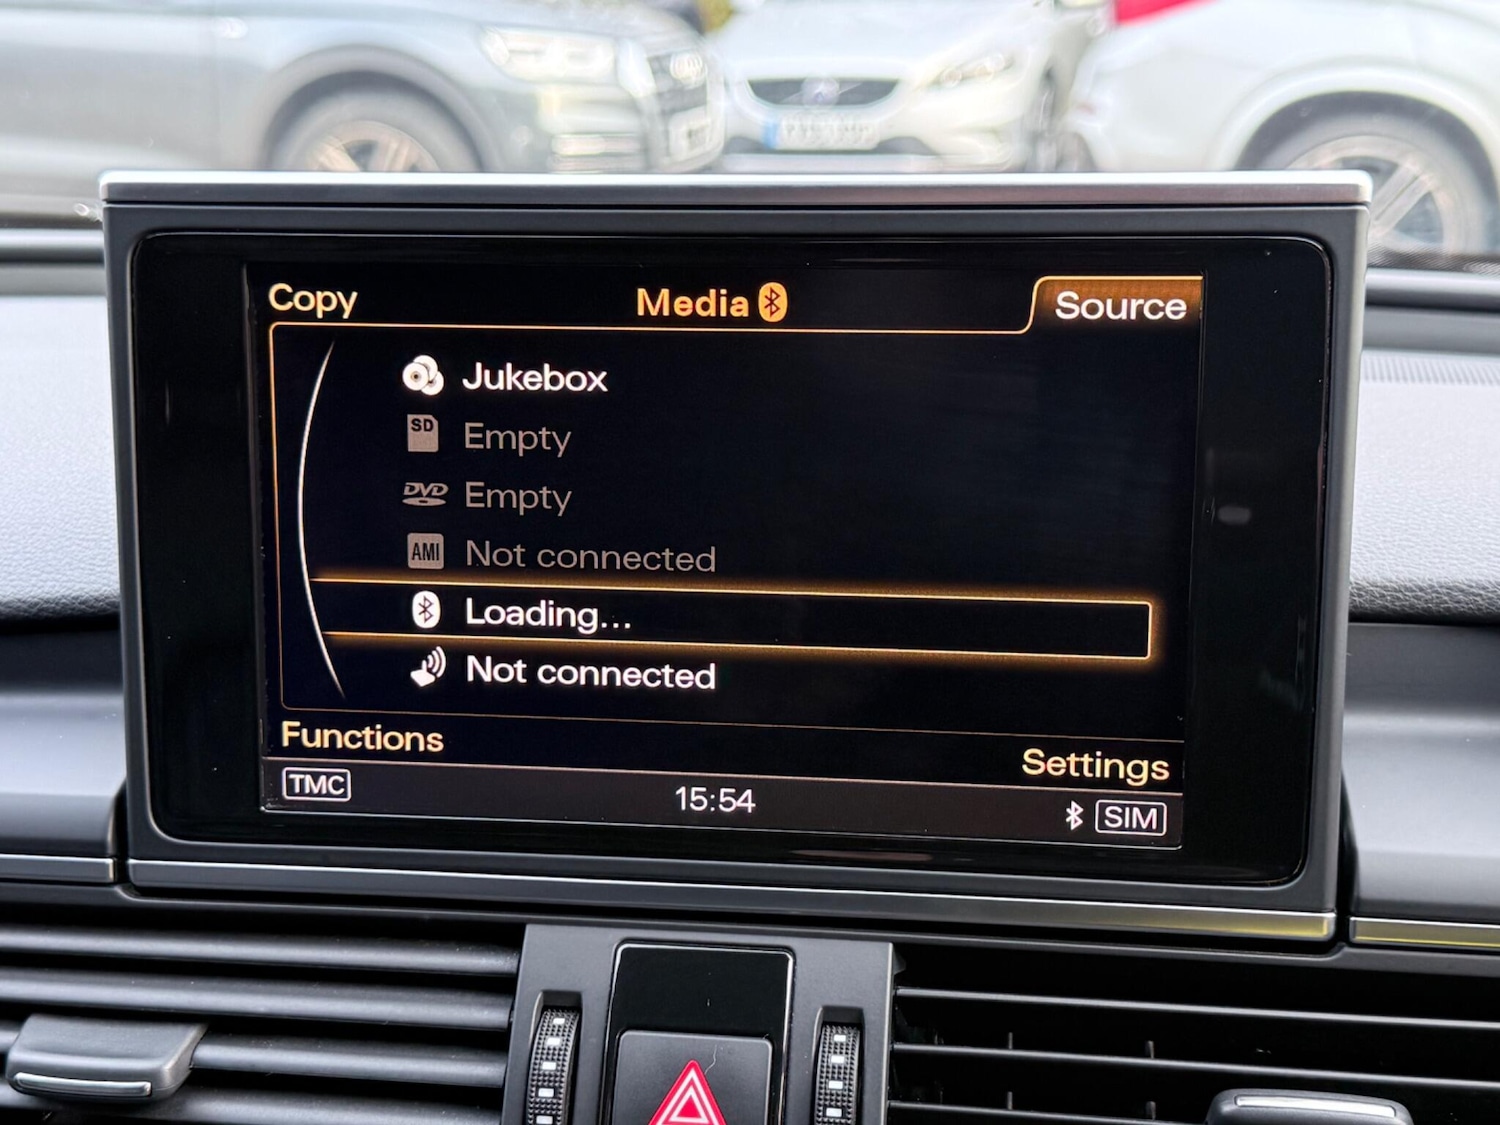 Copy
Media
Source
Jukebox
SD Empty
DVD Empty
AMI Not connected
Loading...
Not connected
Functions
Settings
TMC
15:54
SIM